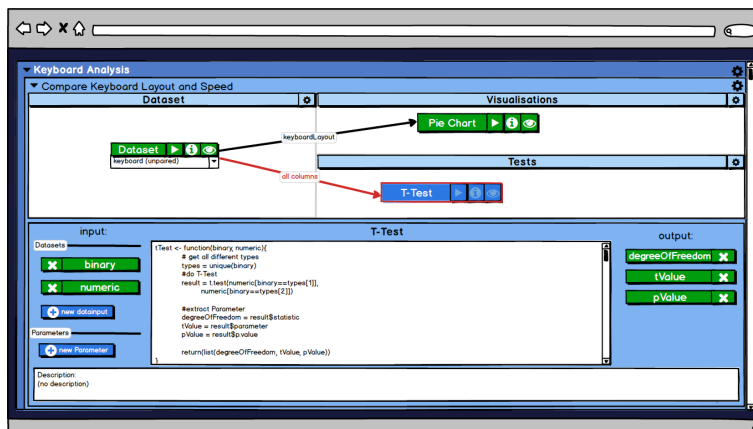 Keyboard Analysis
Compare Keyboard Layout and Speed
Dataset
Visualisations
Pie Chart
keyboardLayout
Dataset
keyboard (unpaired)
Tests
all columns
T-Test
input:
T-Test
output:
Datasets
binary
numeric
new datainput
Parameters
new Parameter
tTest <- function(binary, numeric){
# get all different types
types = unique(binary)
#do T-Test
result = t.test(numeric[binary==types[1]],
numeric[binary==types[2]])
#extract Parameter
degreeOfFreedom = result$statistic
tValue = result$parameter
pValue = result$p.value
return(list(degreeOfFreedom, tValue, pValue))
}
degreeOfFreedom
tValue
pValue
Description:
(no description)